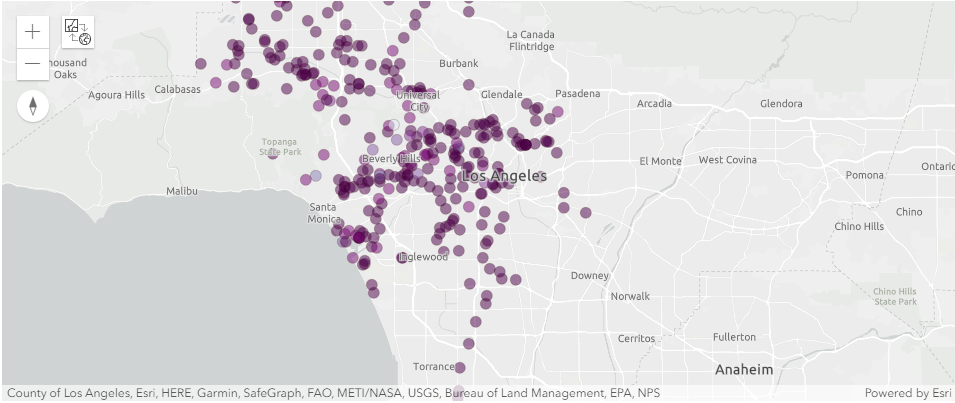 La Canada
Flintridge
Thousand
Oaks
Burbank
Agoura Hills
Calabasas
Universal
City
Glendale
Pasadena
Arcadia
Glendora
Topanga
State Park
Beverly Hills
El Monte
West Covina
Los Angeles
Pomona
Ontario
Malibu
Santa
Monica
Chino
Chino Hills
Inglewood
Downey
Norwalk
Chino Hills
State Park
Cerritos
Fullerton
Torrance
Anaheim
County of Los Angeles, Esri, HERE, Garmin, SafeGraph, FAO, METI/NASA, USGS, Bureau of Land Management, EPA, NPS
Powered by Esri